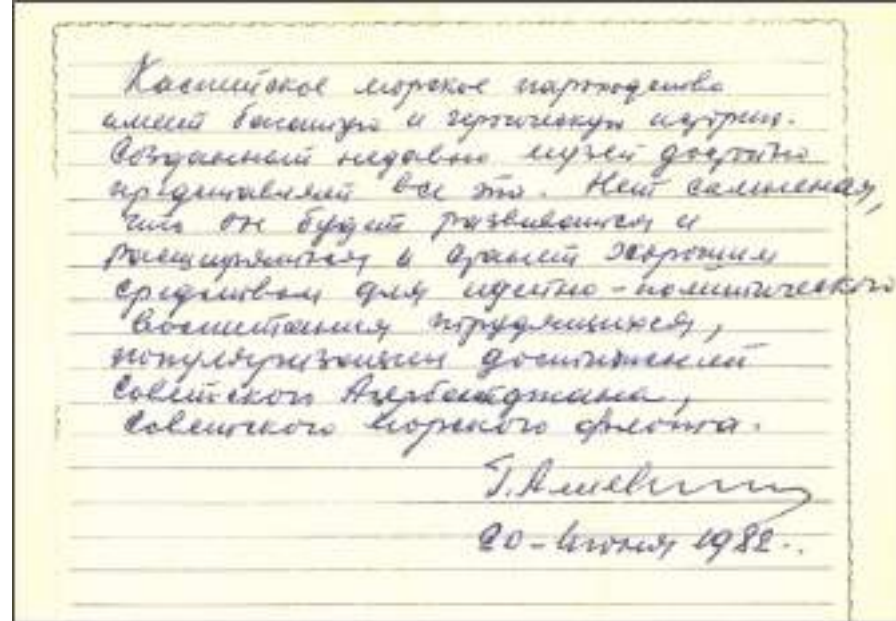 Каспийское морское пароходство
имеет большую и героическую историю.
Созданный недавно музей достойно
представляет все это. Нет сомнения,
что он будет развиваться и
расширяться и станет хорошим
средством для идейно-политического
воспитания трудящихся,
популяризации достижений
Советского Азербайджана,
Советского морского флота.
Г. Алиев
20-Июня 1982.